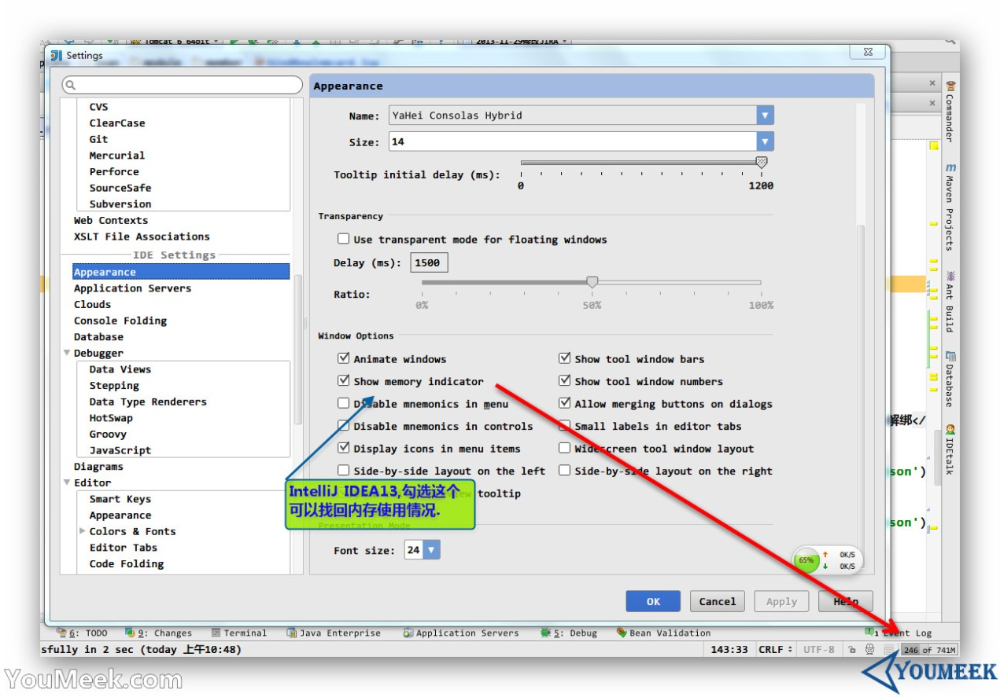 Tomcat 6 64bit
Settings
Appearance
CVS
ClearCase
Git
Mercurial
Perforce
SourceSafe
Subversion
Web Contexts
XSLT File Associations
IDE Settings
Appearance
Application Servers
Clouds
Console Folding
Database
Debugger
Data Views
Stepping
Data Type Renderers
HotSwap
Groovy
JavaScript
Diagrams
Editor
Smart Keys
Appearance
Colors & Fonts
Editor Tabs
Code Folding
Name: YaHei Consolas Hybrid
Size: 14
Tooltip initial delay (ms):
0 1200
Transparency
Use transparent mode for floating windows
Delay (ms): 1500
Ratio:
0% 50% 100%
Window Options
Animate windows Show tool window bars
Show memory indicator Show tool window numbers
Disable mnemonics in menu Allow merging buttons on dialogs
Disable mnemonics in controls Small labels in editor tabs
Display icons in menu items Widescreen tool window layout
Side-by-side layout on the left Side-by-side layout on the right
tooltip
IntelliJ IDEA13,勾选这个
可以找回内存使用情况.
Presentation Mode
Font size: 24
65% 0K/S
0K/S
OK Cancel Apply Help
Commander
Maven Projects
Ant Build
Database
IDEtalk
解绑</
son')
son')
6: TODO 9: Changes Terminal Java Enterprise Application Servers 5: Debug Bean Validation 1 Event Log
sfully in 2 sec (today 上午10:48) 143:33 CRLF UTF-8 246 of 741M
YouMeek.com
YOUMEEK